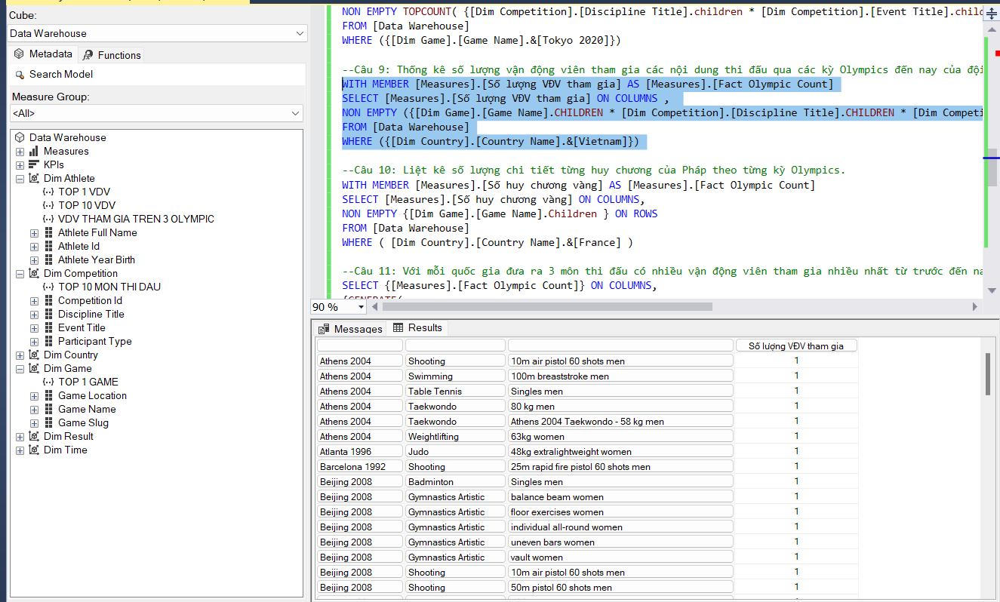 Cube:
Data Warehouse
Metadata
Functions
Search Model
Measure Group:
<All>
Data Warehouse
Measures
KPIs
Dim Athlete
TOP 1 VDV
TOP 10 VDV
VDV THAM GIA TREN 3 OLYMPIC
Athlete Full Name
Athlete Id
Athlete Year Birth
Dim Competition
TOP 10 MON THI DAU
Competition Id
Discipline Title
Event Title
Participant Type
Dim Country
Dim Game
TOP 1 GAME
Game Location
Game Name
Game Slug
Dim Result
Dim Time
NON EMPTY TOPCOUNT( {[Dim Competition].[Discipline Title].children * [Dim Competition].[Event Title].chil
FROM [Data Warehouse]
WHERE ({[Dim Game].[Game Name].&[Tokyo 2020]})
--Câu 9: Thống kê số lượng vận động viên tham gia các nội dung thi đấu qua các kỳ Olympics đến nay của đội
WITH MEMBER [Measures].[Số lượng VĐV tham gia] AS [Measures].[Fact Olympic Count]
SELECT [Measures].[Số lượng VĐV tham gia] ON COLUMNS ,
NON EMPTY ({[Dim Game].[Game Name].CHILDREN * [Dim Competition].[Discipline Title].CHILDREN * [Dim Competi
FROM [Data Warehouse]
WHERE ({[Dim Country].[Country Name].&[Vietnam]})
--Câu 10: Liệt kê số lượng chi tiết từng huy chương của Pháp theo từng kỳ Olympics.
WITH MEMBER [Measures].[Số huy chương vàng] AS [Measures].[Fact Olympic Count]
SELECT [Measures].[Số huy chương vàng] ON COLUMNS,
NON EMPTY {[Dim Game].[Game Name].Children } ON ROWS
FROM [Data Warehouse]
WHERE ( [Dim Country].[Country Name].&[France] )
--Câu 11: Với mỗi quốc gia đưa ra 3 môn thi đấu có nhiều vận động viên tham gia nhiều nhất từ trước đến na
SELECT {[Measures].[Fact Olympic Count]} ON COLUMNS,
90 %
Messages
Results
Số lượng VĐV tham gia
Athens 2004 Shooting 10m air pistol 60 shots men 1
Athens 2004 Swimming 100m breaststroke men 1
Athens 2004 Table Tennis Singles men 1
Athens 2004 Taekwondo 80 kg men 1
Athens 2004 Taekwondo Athens 2004 Taekwondo - 58 kg men 1
Athens 2004 Weightlifting 63kg women 1
Atlanta 1996 Judo 48kg extralightweight women 1
Barcelona 1992 Shooting 25m rapid fire pistol 60 shots men 1
Beijing 2008 Badminton Singles men 1
Beijing 2008 Gymnastics Artistic balance beam women 1
Beijing 2008 Gymnastics Artistic floor exercises women 1
Beijing 2008 Gymnastics Artistic individual all-round women 1
Beijing 2008 Gymnastics Artistic uneven bars women 1
Beijing 2008 Gymnastics Artistic vault women 1
Beijing 2008 Shooting 10m air pistol 60 shots men 1
Beijing 2008 Shooting 50m pistol 60 shots men 1